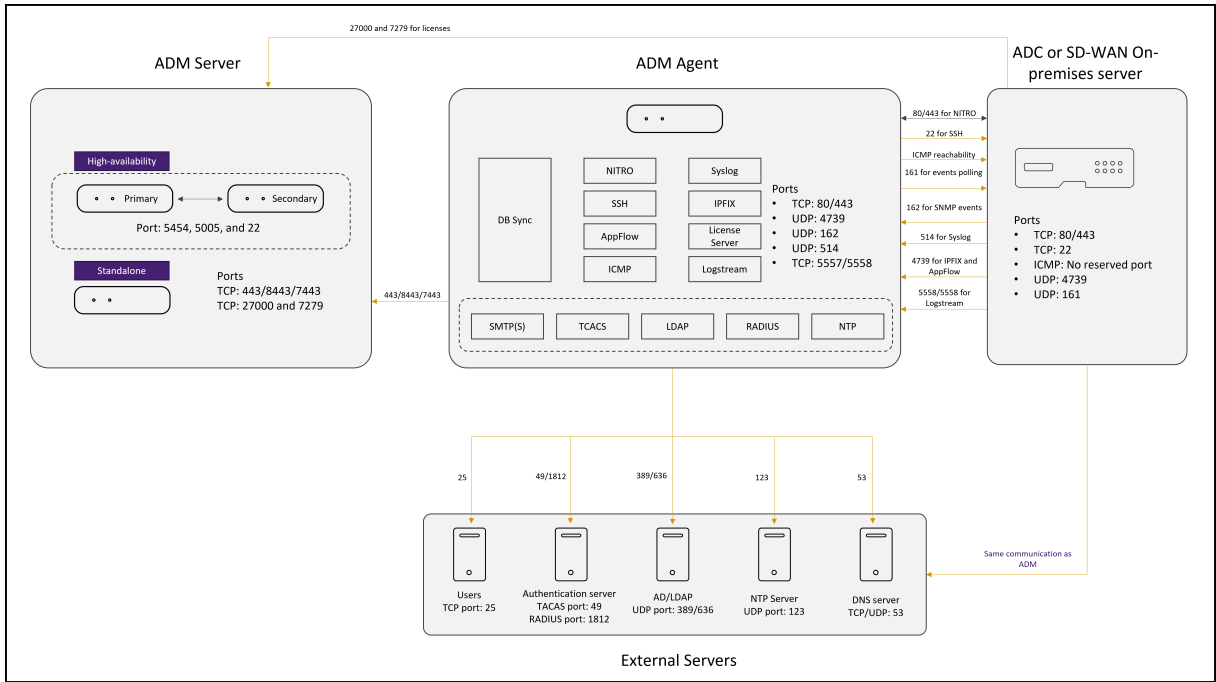 27000 and 7279 for licenses
ADM Server
ADM Agent
ADC or SD-WAN On-
premises server
High-availability
Primary
Secondary
Port: 5454, 5005, and 22
Standalone
Ports
TCP: 443/8443/7443
TCP: 27000 and 7279
443/8443/7443
DB Sync
NITRO
Syslog
SSH
IPFIX
AppFlow
License
Server
ICMP
Logstream
Ports
• TCP: 80/443
• UDP: 4739
• UDP: 162
• UDP: 514
• TCP: 5557/5558
SMTP(S)
TCACS
LDAP
RADIUS
NTP
80/443 for NITRO
22 for SSH
ICMP reachability
161 for events polling
162 for SNMP events
514 for Syslog
4739 for IPFIX and
AppFlow
5558/5558 for
Logstream
Ports
• TCP: 80/443
• TCP: 22
• ICMP: No reserved port
• UDP: 4739
• UDP: 161
25
49/1812
389/636
123
53
Same communication as
ADM
Users
TCP port: 25
Authentication server
TACAS port: 49
RADIUS port: 1812
AD/LDAP
UDP port: 389/636
NTP Server
UDP port: 123
DNS server
TCP/UDP: 53
External Servers